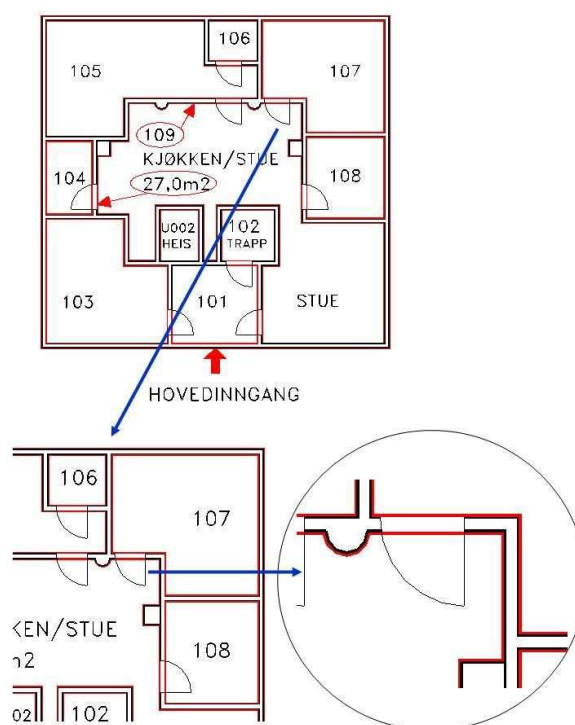 106
105
107
109
KJØKKEN/STUE
104
27,0m2
108
U002
HEIS
102
TRAPP
103
101
STUE
HOVEDINNGANG
106
107
KEN/STUE
m2
108
02
102